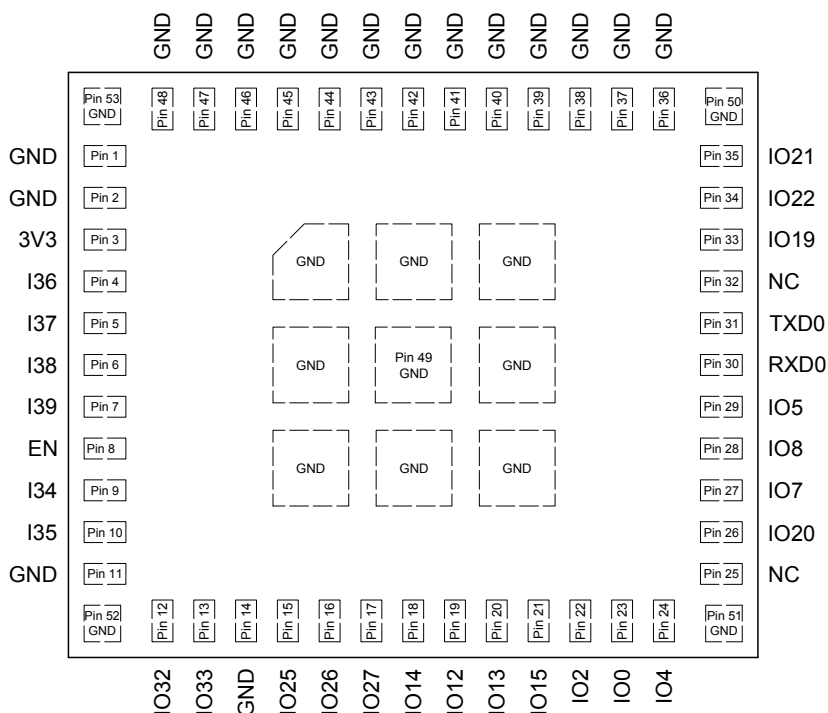 GND GND GND GND GND GND GND GND GND GND GND GND GND
Pin 53 Pin 48 Pin 47 Pin 46 Pin 45 Pin 44 Pin 43 Pin 42 Pin 41 Pin 40 Pin 39 Pin 38 Pin 37 Pin 36 Pin 50
GND GND
GND Pin 1 Pin 35 IO21
GND Pin 2 Pin 34 IO22
3V3 Pin 3 Pin 33 IO19
GND GND GND
I36 Pin 4 Pin 32 NC
I37 Pin 5 Pin 31 TXD0
I38 Pin 6 Pin 30 RXD0
GND Pin 49 GND
GND
I39 Pin 7 Pin 29 IO5
EN Pin 8 Pin 28 IO8
GND GND GND
I34 Pin 9 Pin 27 IO7
I35 Pin 10 Pin 26 IO20
GND Pin 11 Pin 25 NC
Pin 52 Pin 12 Pin 13 Pin 14 Pin 15 Pin 16 Pin 17 Pin 18 Pin 19 Pin 20 Pin 21 Pin 22 Pin 23 Pin 24 Pin 51
GND GND
IO32 IO33 GND IO25 IO26 IO27 IO14 IO12 IO13 IO15 IO2 IO0 IO4